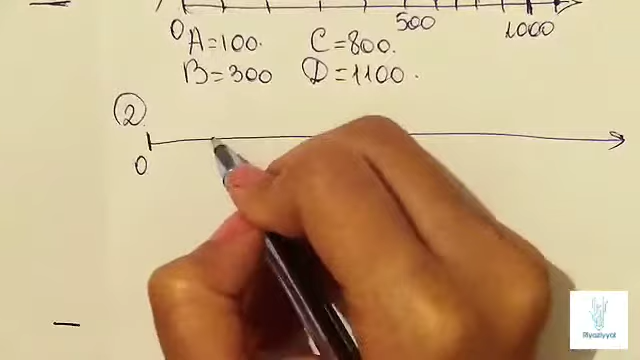 0 500 1000
A=100. C=800.
B=300 D=1100.
2
0
Riyaziyyat